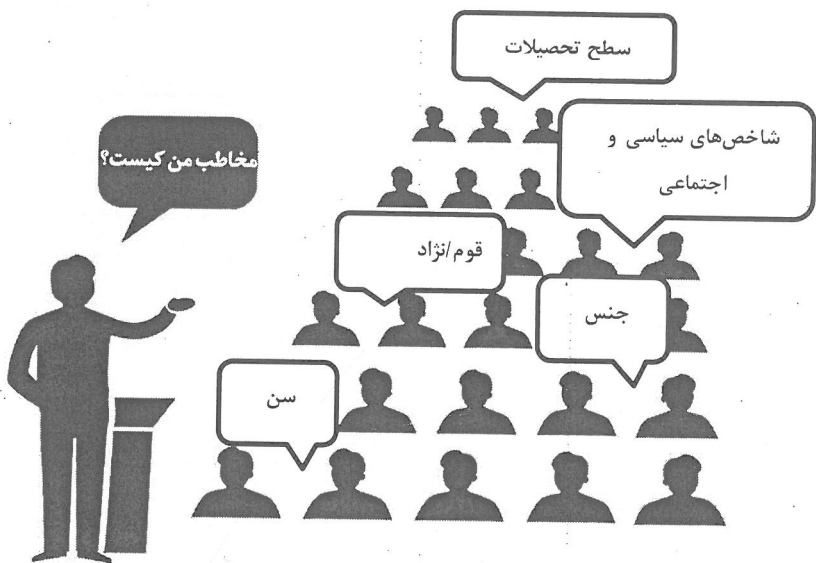 سطح تحصیلات
شاخص‌های سیاسی و
اجتماعی
مخاطب من کیست؟
قوم/نژاد
جنس
سن